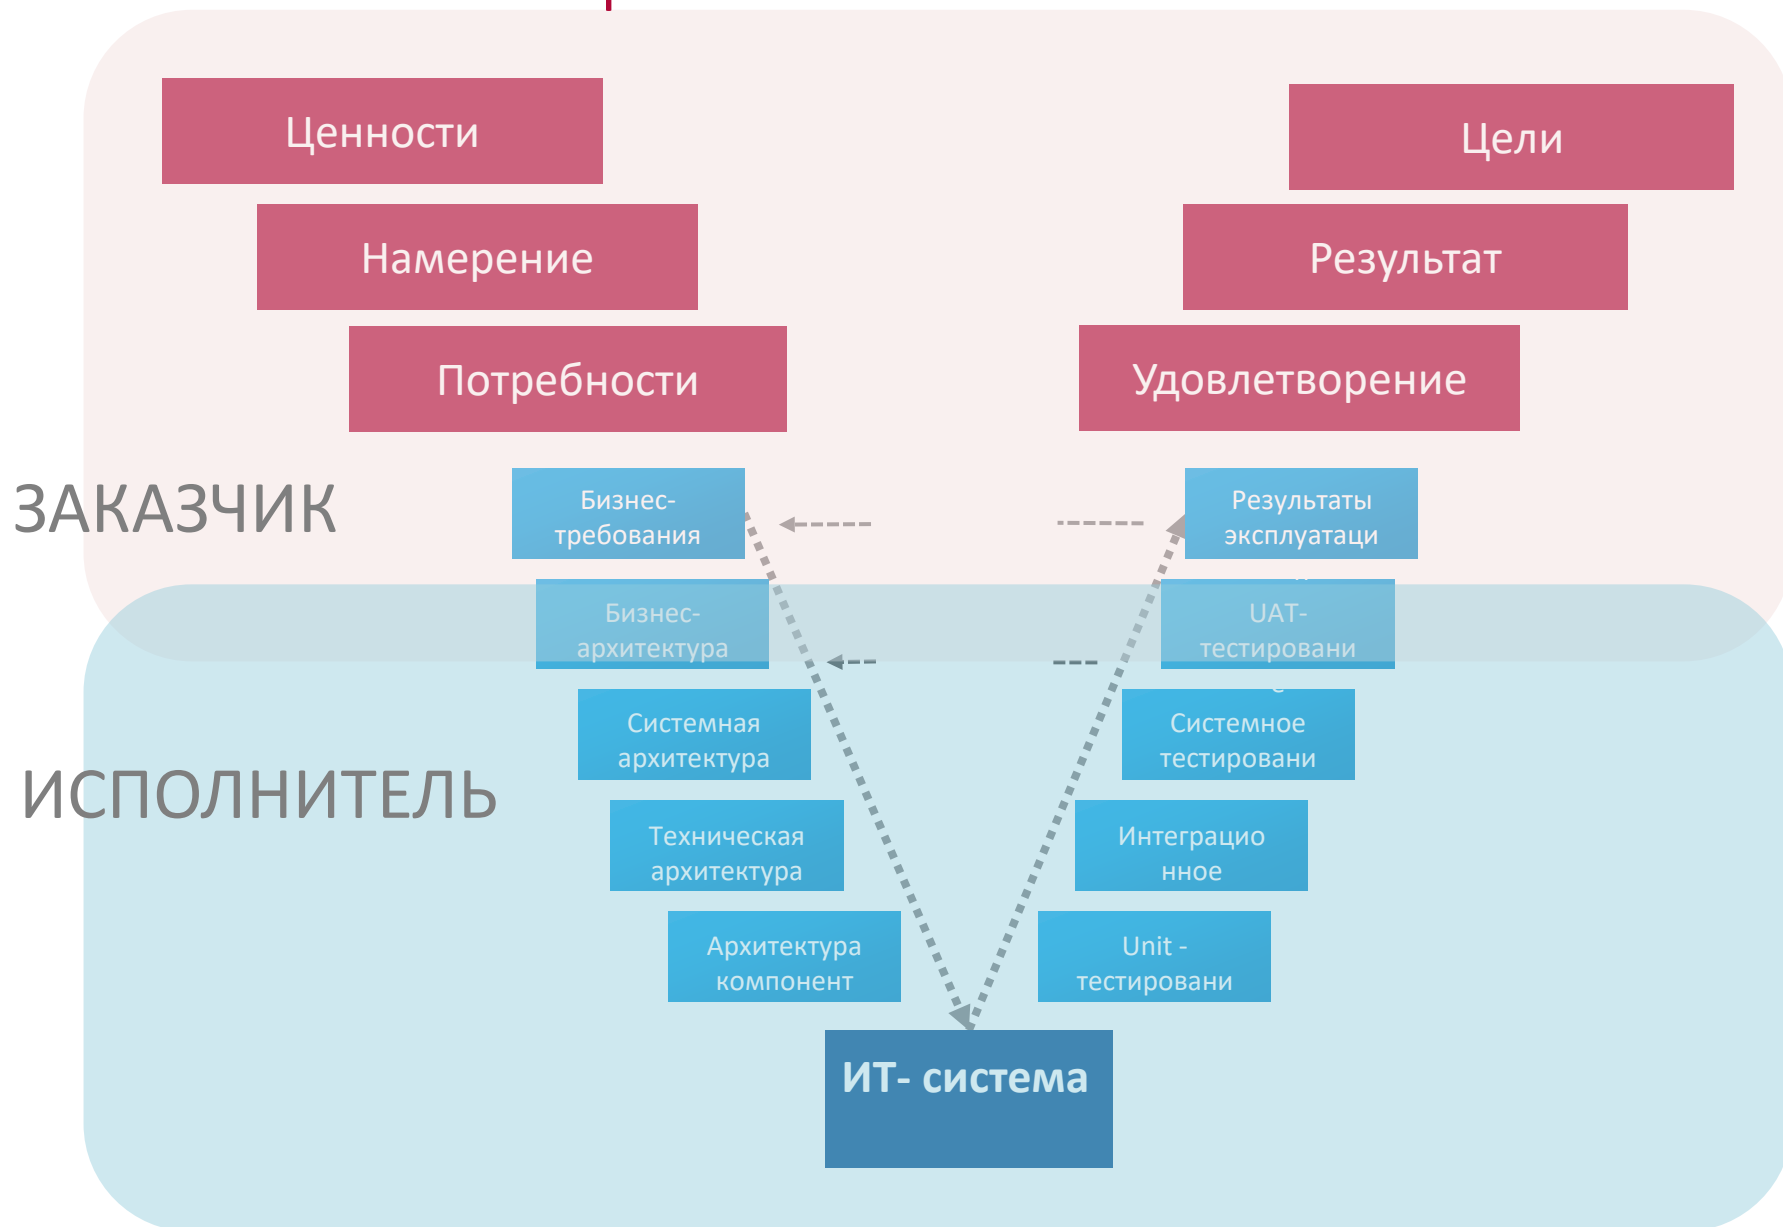 Ценности
Цели
Намерение
Результат
Потребности
Удовлетворение
ЗАКАЗЧИК
Бизнес-
требования
Результаты
эксплуатаци
Бизнес-
архитектура
UAT-
тестировани
Системная
архитектура
Системное
тестировани
ИСПОЛНИТЕЛЬ
Техническая
архитектура
Интеграцио
нное
Архитектура
компонент
Unit -
тестировани
ИТ- система